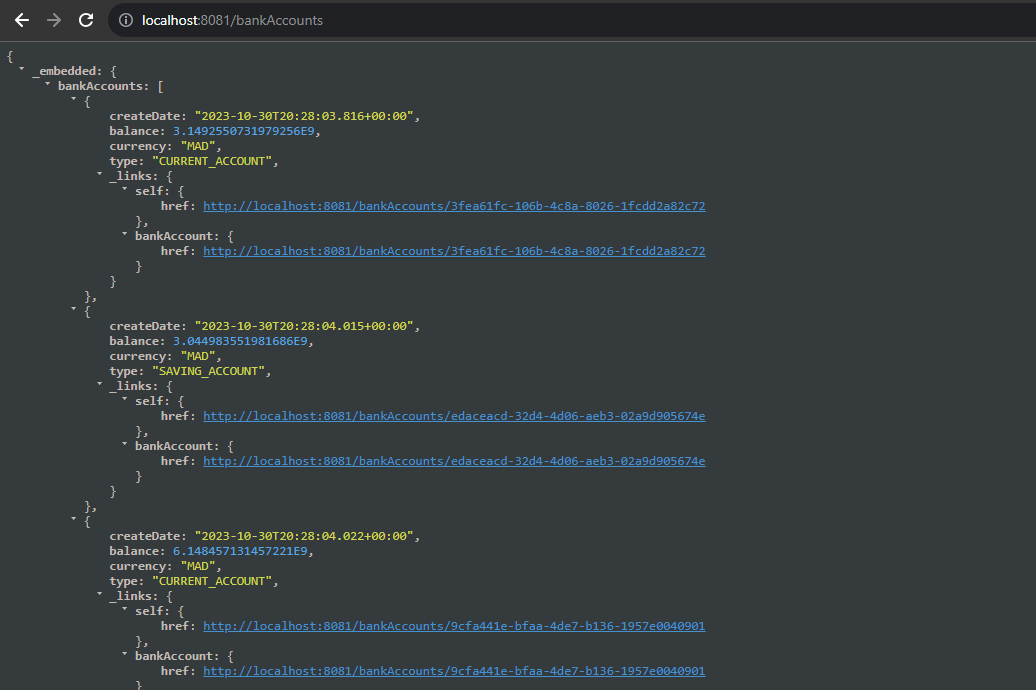 localhost:8081/bankAccounts
{
_embedded: {
bankAccounts: [
{
createDate: "2023-10-30T20:28:03.816+00:00",
balance: 3.1492550731979256E9,
currency: "MAD",
type: "CURRENT_ACCOUNT",
_links: {
self: {
href: http://localhost:8081/bankAccounts/3fea61fc-106b-4c8a-8026-1fcdd2a82c72
},
bankAccount: {
href: http://localhost:8081/bankAccounts/3fea61fc-106b-4c8a-8026-1fcdd2a82c72
}
}
},
{
createDate: "2023-10-30T20:28:04.015+00:00",
balance: 3.044983551981686E9,
currency: "MAD",
type: "SAVING_ACCOUNT",
_links: {
self: {
href: http://localhost:8081/bankAccounts/edaceacd-32d4-4d06-aeb3-02a9d905674e
},
bankAccount: {
href: http://localhost:8081/bankAccounts/edaceacd-32d4-4d06-aeb3-02a9d905674e
}
}
},
{
createDate: "2023-10-30T20:28:04.022+00:00",
balance: 6.148457131457221E9,
currency: "MAD",
type: "CURRENT_ACCOUNT",
_links: {
self: {
href: http://localhost:8081/bankAccounts/9cfa441e-bfaa-4de7-b136-1957e0040901
},
bankAccount: {
href: http://localhost:8081/bankAccounts/9cfa441e-bfaa-4de7-b136-1957e0040901
}